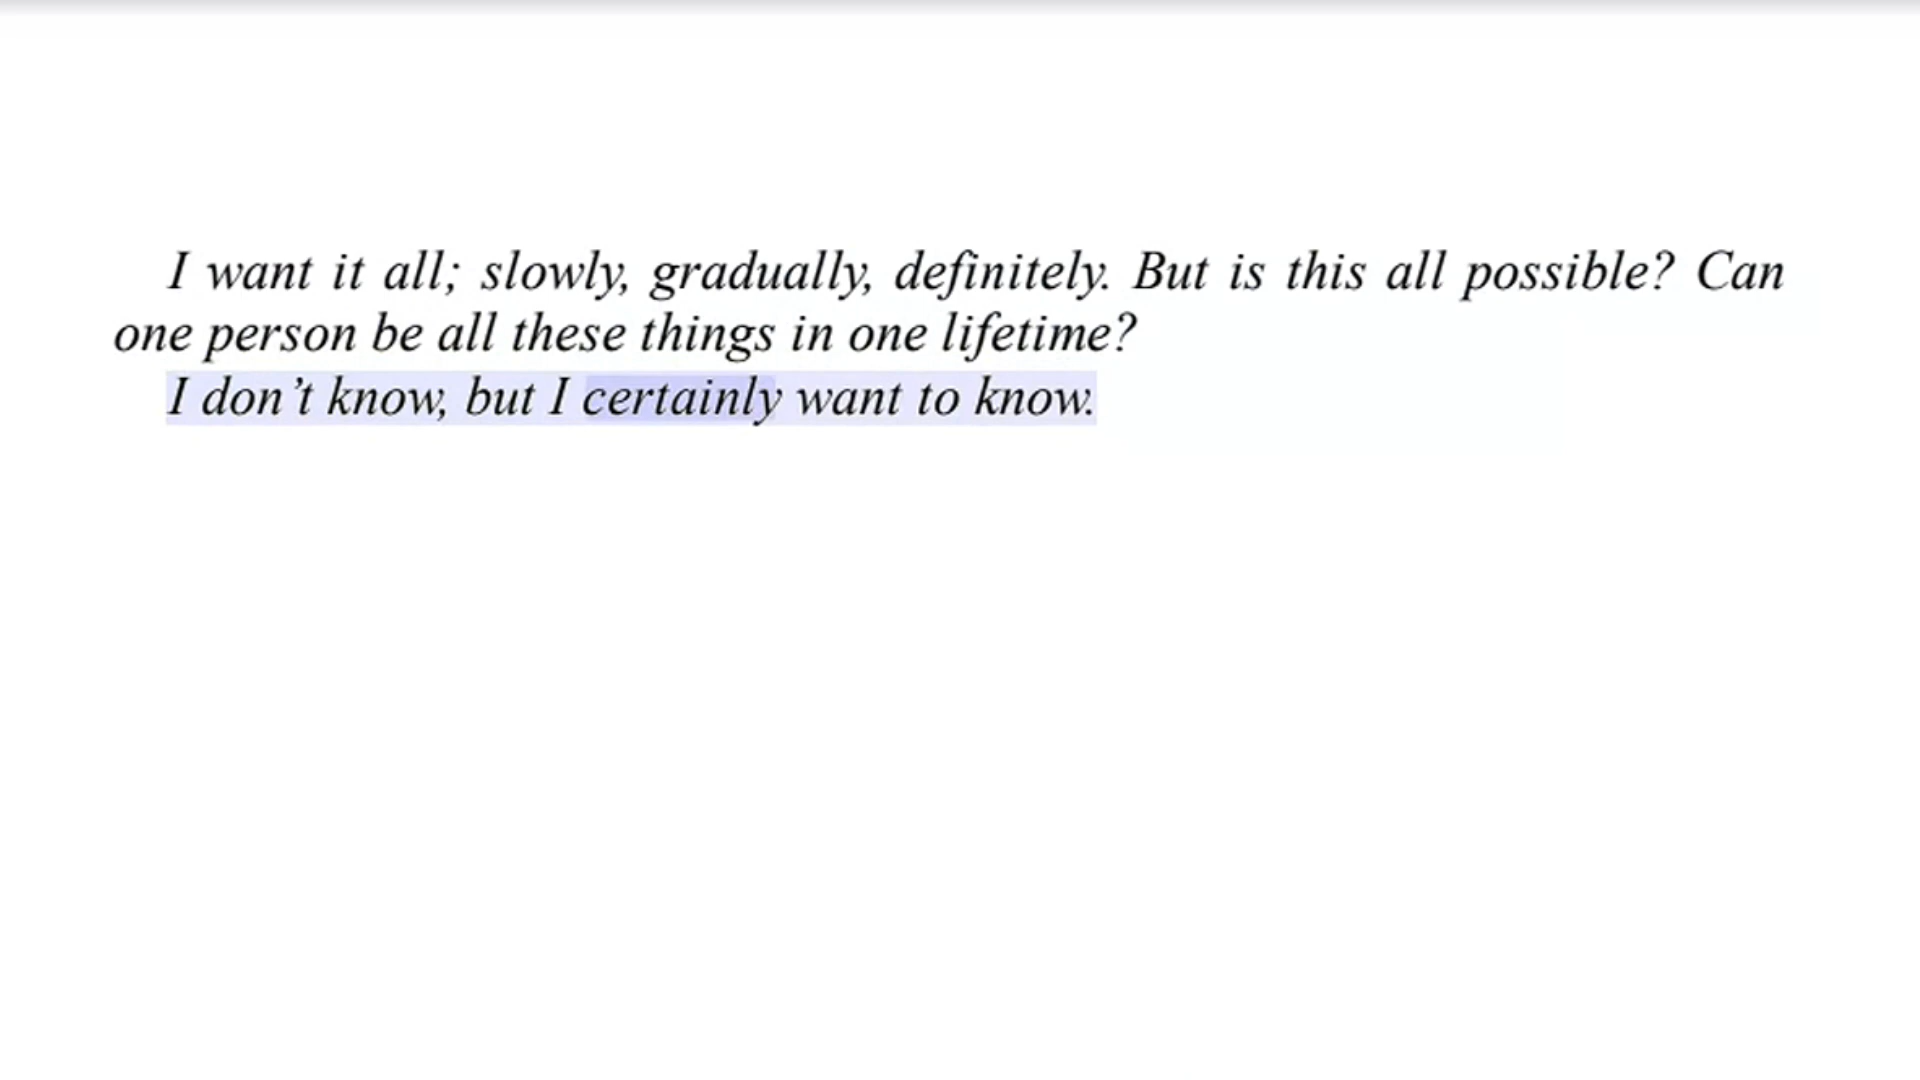 I want it all; slowly, gradually, definitely. But is this all possible? Can
one person be all these things in one lifetime?
I don’t know, but I certainly want to know.